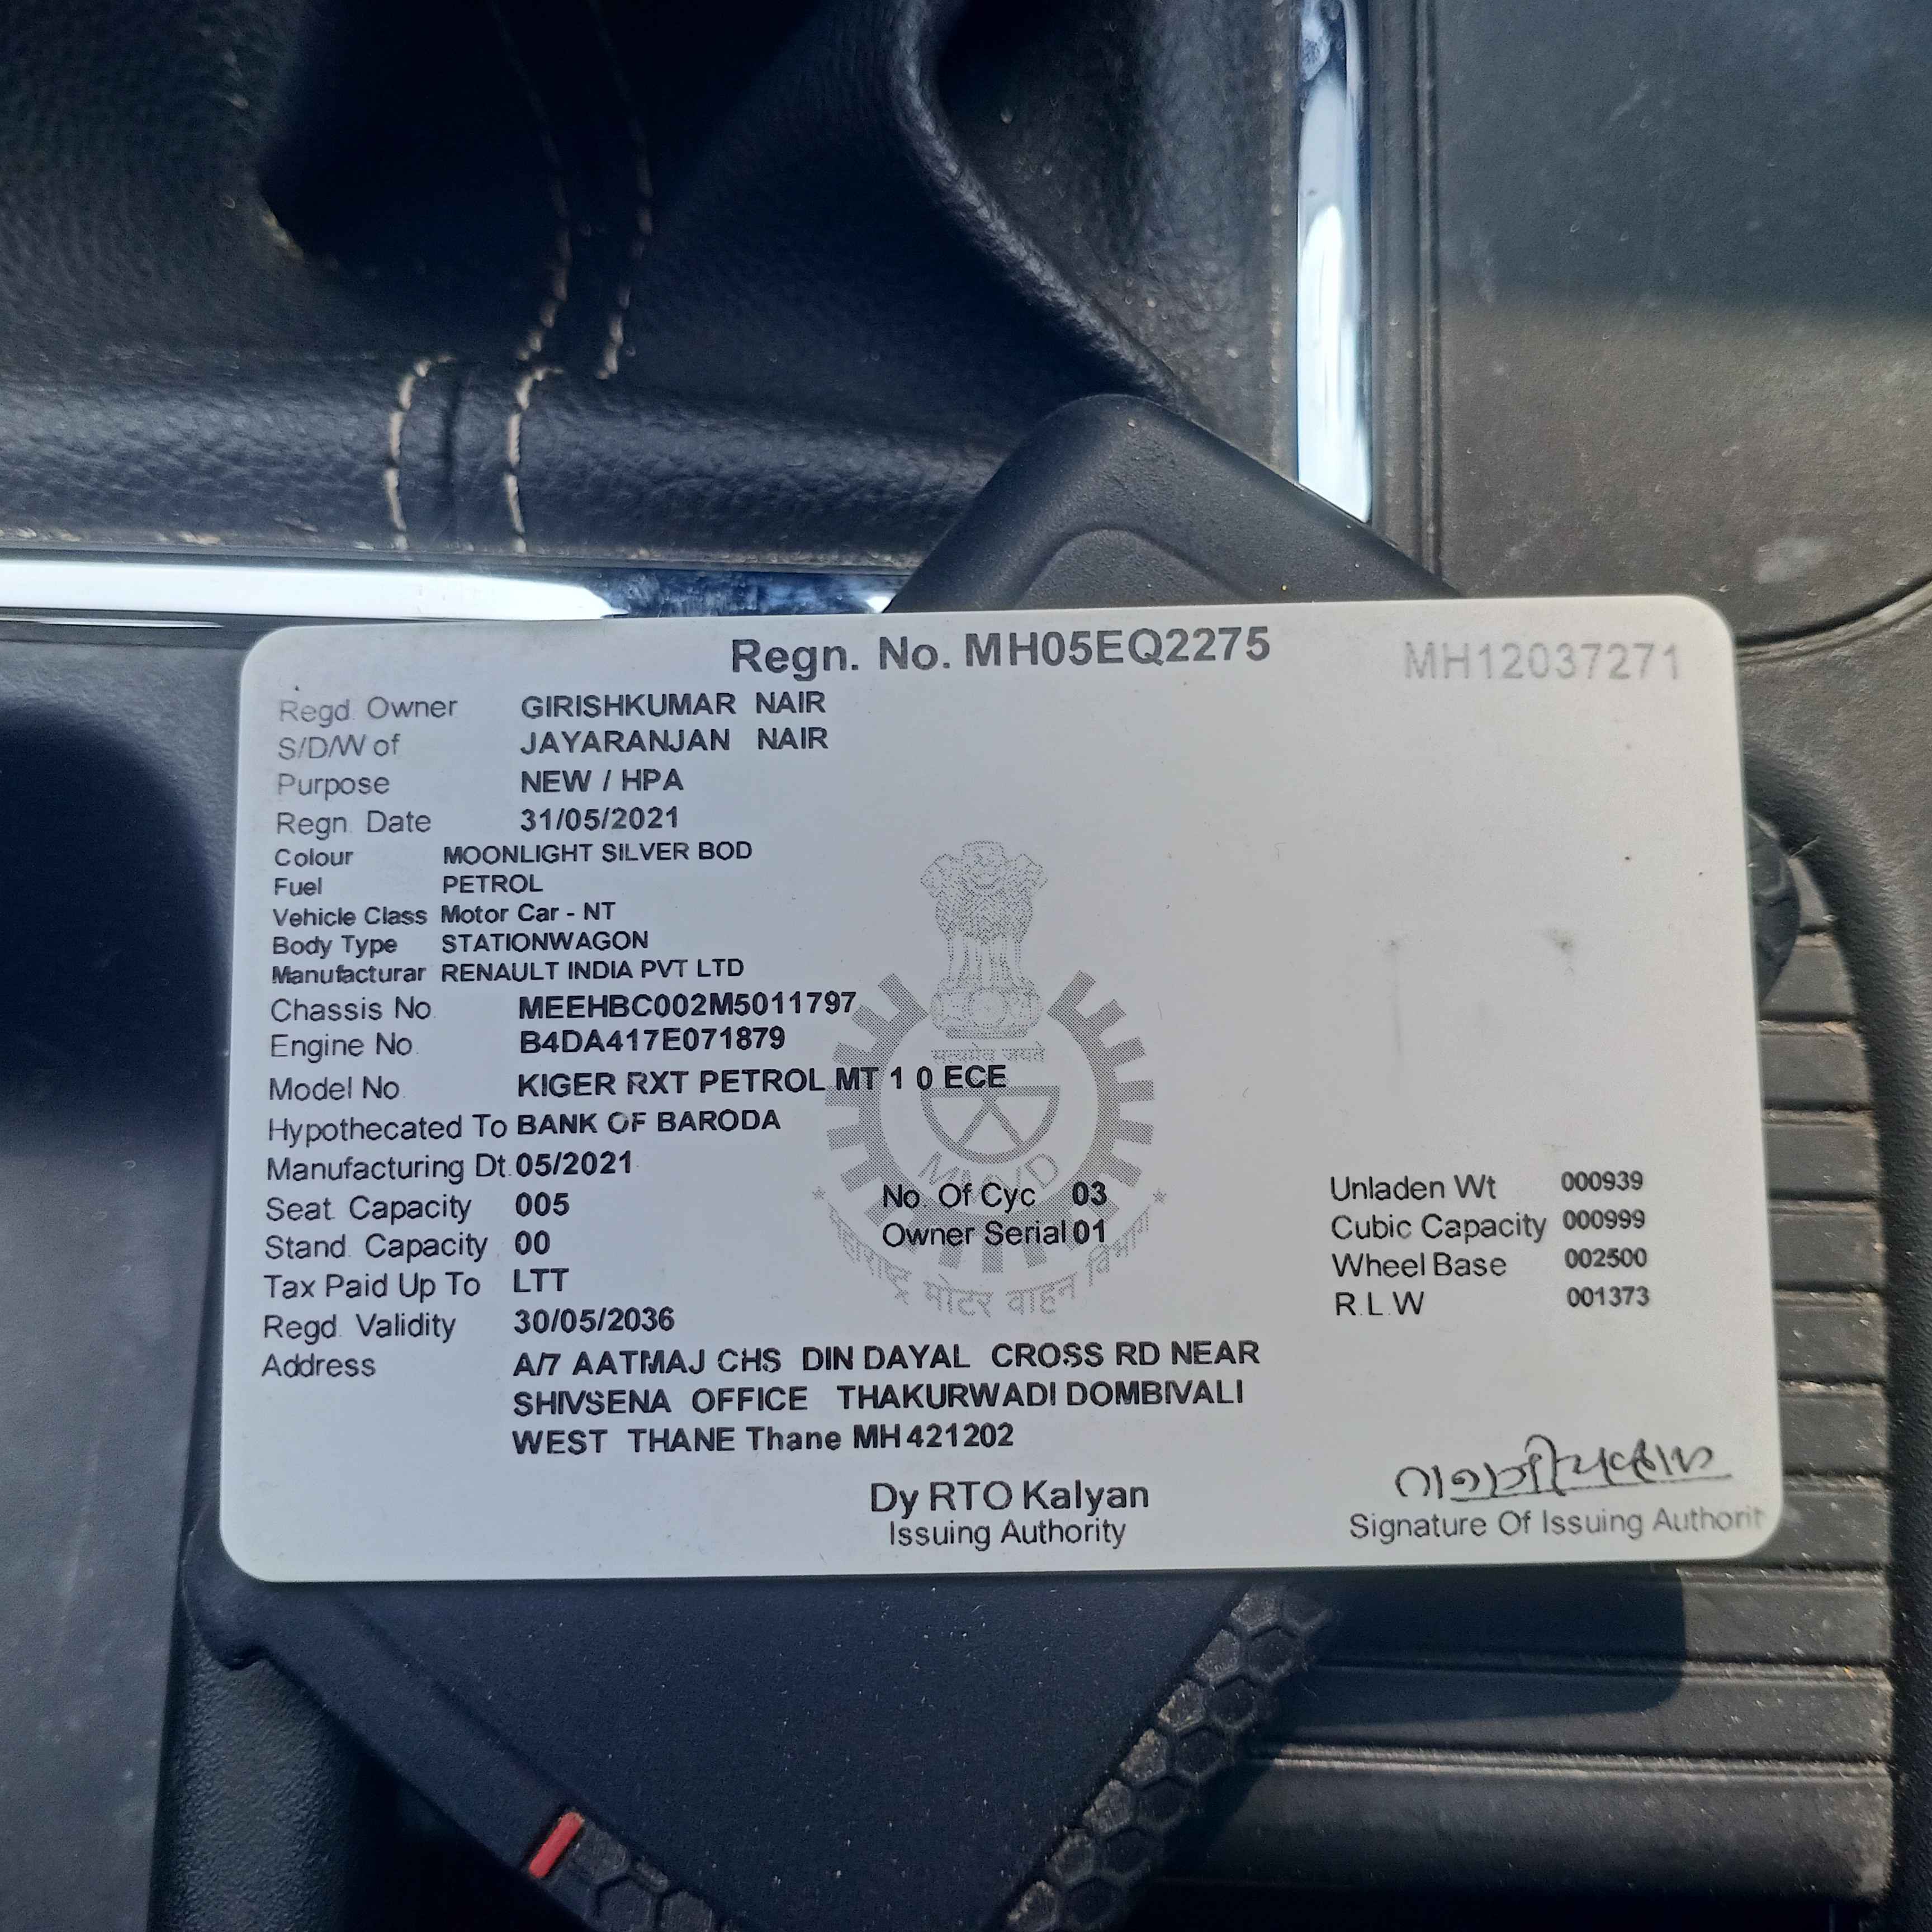 Regn. No. MH05EQ2275 MH12037271
Regd. Owner GIRISHKUMAR NAIR
S/D/W of JAYARANJAN NAIR
Purpose NEW / HPA
Regn. Date 31/05/2021
Colour MOONLIGHT SILVER BOD
Fuel PETROL
Vehicle Class Motor Car - NT
Body Type STATIONWAGON
Manufacturar RENAULT INDIA PVT LTD
Chassis No. MEEHBC002M5011797
Engine No. B4DA417E071879
सत्यमेव जयते
Model No. KIGER RXT PETROL MT 1 0 ECE
Hypothecated To BANK OF BARODA
MMVD
Manufacturing Dt. 05/2021
Seat. Capacity 005 No. Of Cyc 03 Unladen Wt 000939
Stand. Capacity 00 Owner Serial 01 Cubic Capacity 000999
Tax Paid Up To LTT Wheel Base 002500
महाराष्ट्र मोटर वाहन विभाग
Regd. Validity 30/05/2036 R.L.W 001373
Address A/7 AATMAJ CHS DIN DAYAL CROSS RD NEAR
SHIVSENA OFFICE THAKURWADI DOMBIVALI
WEST THANE Thane MH 421202
Dy RTO Kalyan
Issuing Authority Signature Of Issuing Authorit